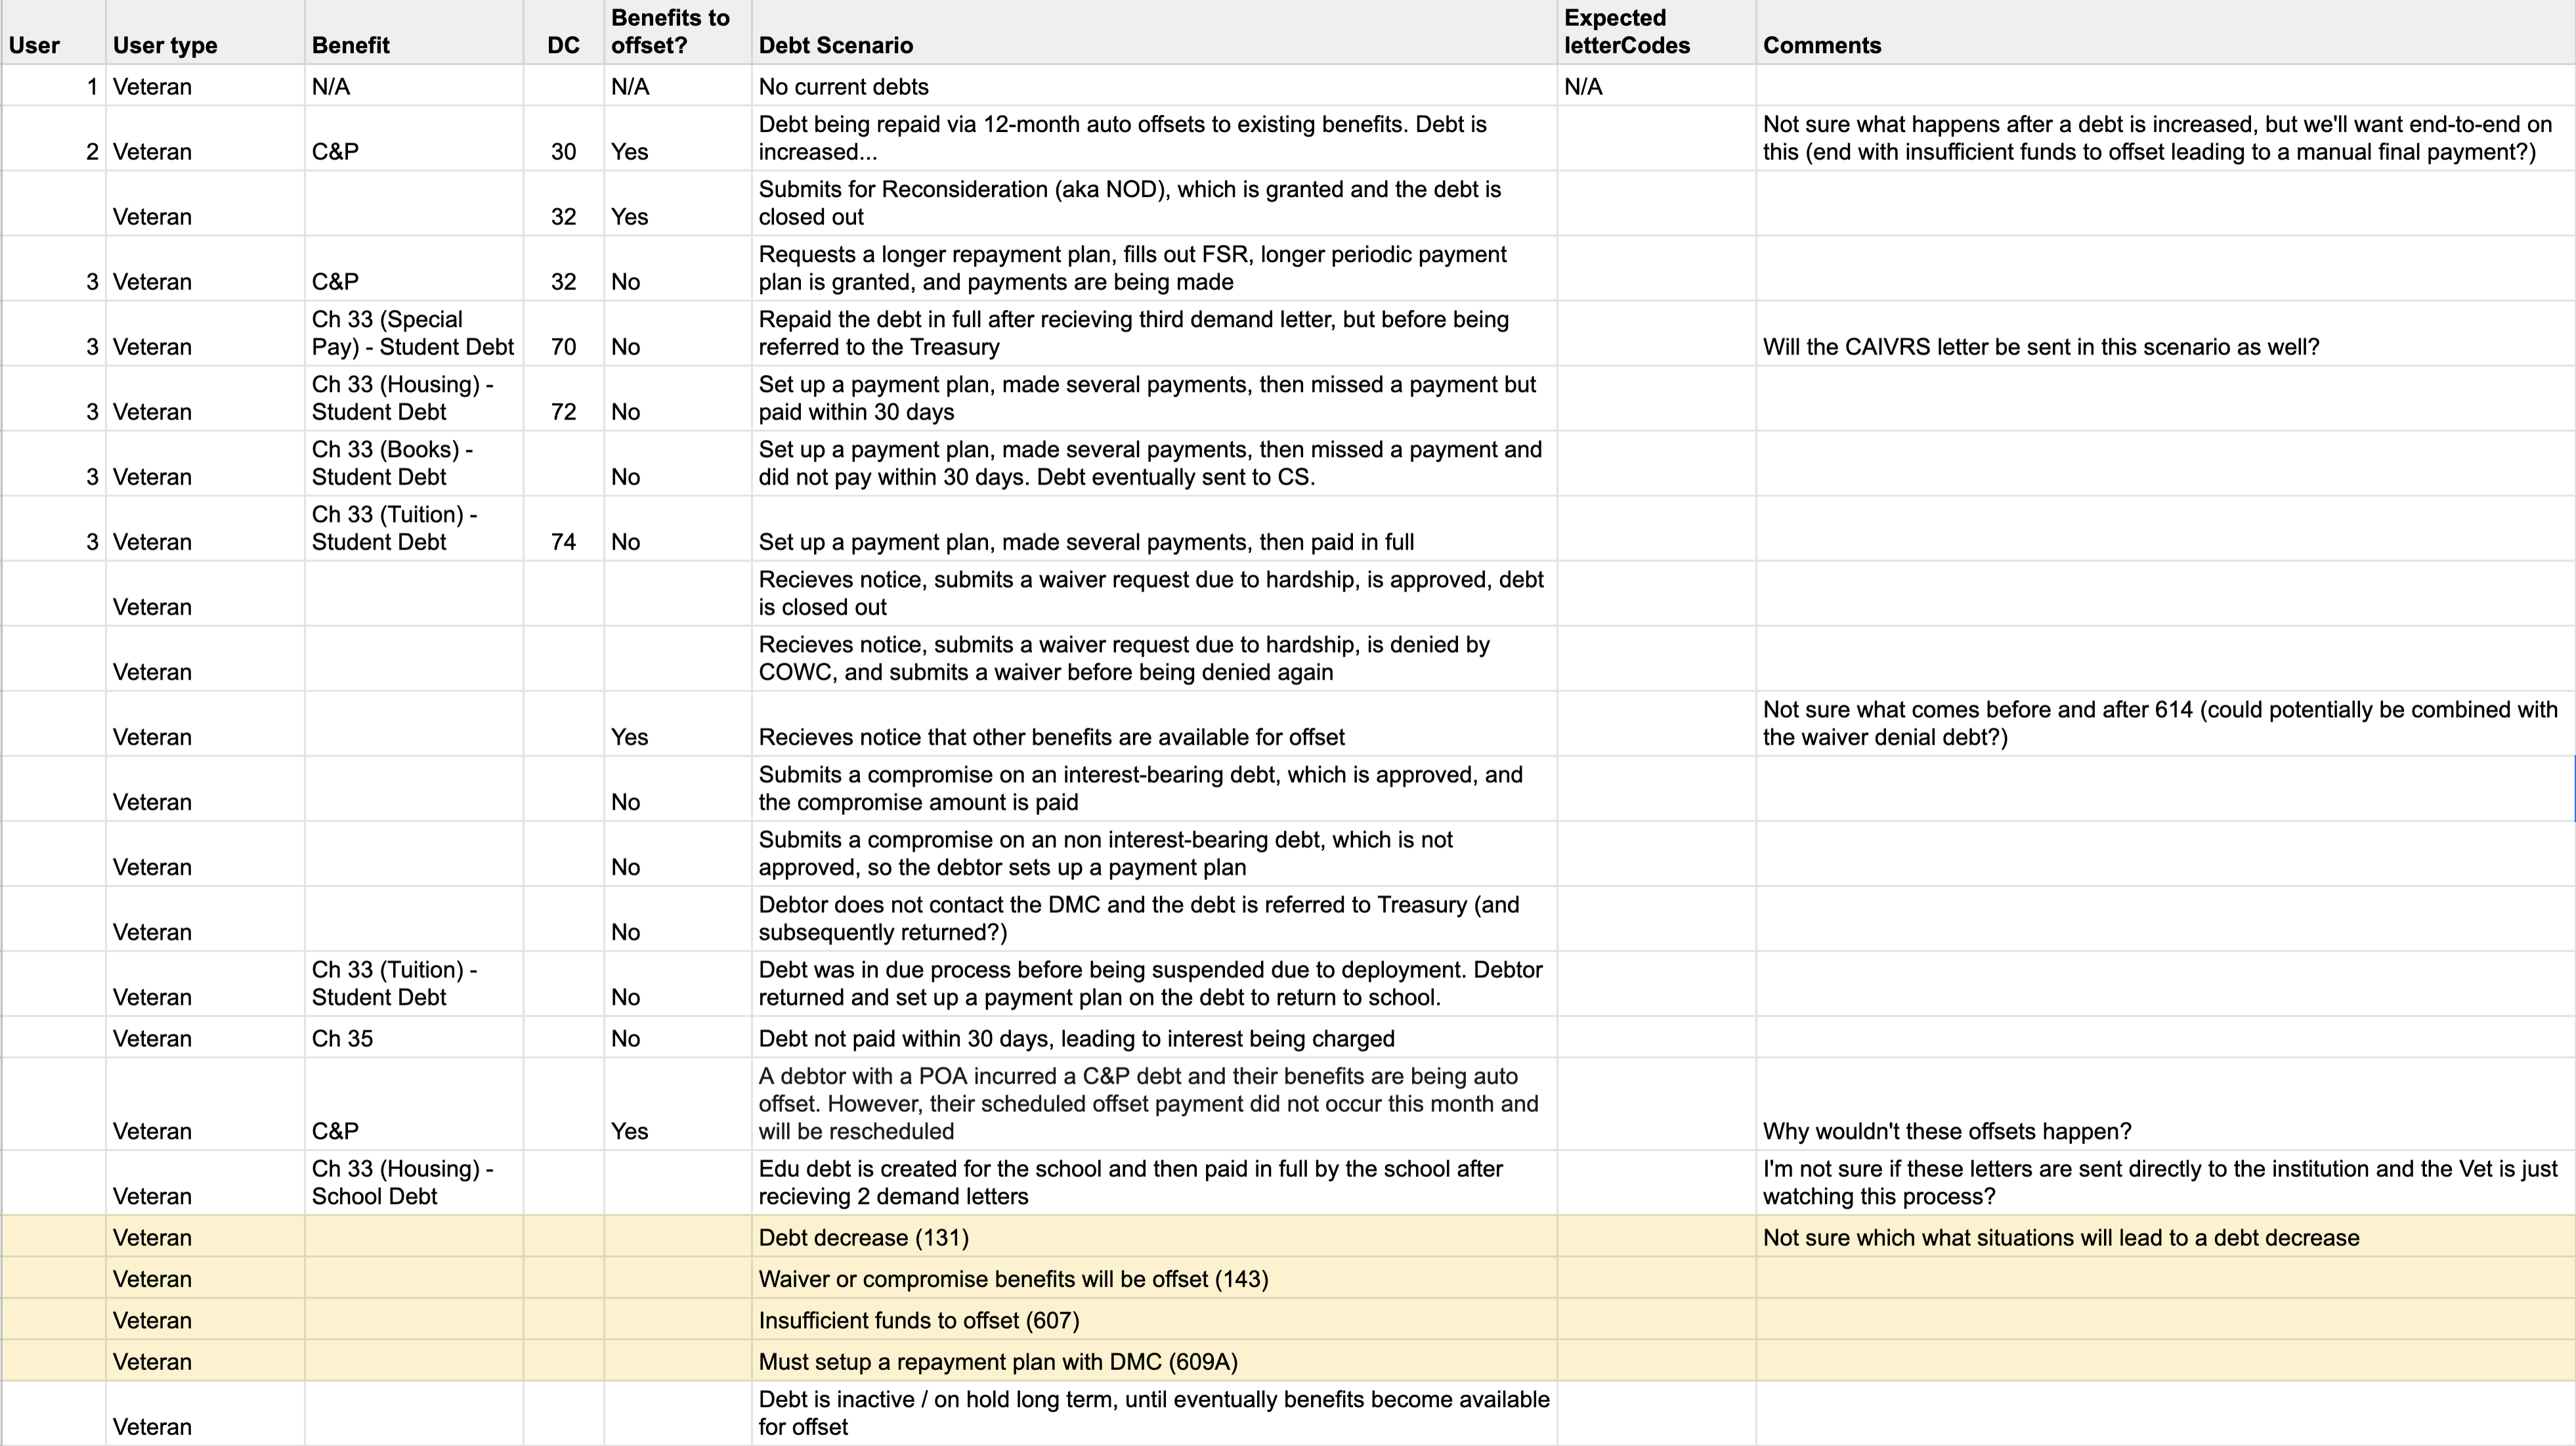 User User type Benefit DC Benefits to offset? Debt Scenario Expected letterCodes Comments
1 Veteran N/A N/A No current debts N/A
2 Veteran C&P 30 Yes Debt being repaid via 12-month auto offsets to existing benefits. Debt is increased... Not sure what happens after a debt is increased, but we'll want end-to-end on this (end with insufficient funds to offset leading to a manual final payment?)
Veteran 32 Yes Submits for Reconsideration (aka NOD), which is granted and the debt is closed out
3 Veteran C&P 32 No Requests a longer repayment plan, fills out FSR, longer periodic payment plan is granted, and payments are being made
3 Veteran Ch 33 (Special Pay) - Student Debt 70 No Repaid the debt in full after recieving third demand letter, but before being referred to the Treasury Will the CAIVRS letter be sent in this scenario as well?
3 Veteran Ch 33 (Housing) - Student Debt 72 No Set up a payment plan, made several payments, then missed a payment but paid within 30 days
3 Veteran Ch 33 (Books) - Student Debt No Set up a payment plan, made several payments, then missed a payment and did not pay within 30 days. Debt eventually sent to CS.
3 Veteran Ch 33 (Tuition) - Student Debt 74 No Set up a payment plan, made several payments, then paid in full
Veteran Recieves notice, submits a waiver request due to hardship, is approved, debt is closed out
Veteran Recieves notice, submits a waiver request due to hardship, is denied by COWC, and submits a waiver before being denied again
Veteran Yes Recieves notice that other benefits are available for offset Not sure what comes before and after 614 (could potentially be combined with the waiver denial debt?)
Veteran No Submits a compromise on an interest-bearing debt, which is approved, and the compromise amount is paid
Veteran No Submits a compromise on an non interest-bearing debt, which is not approved, so the debtor sets up a payment plan
Veteran No Debtor does not contact the DMC and the debt is referred to Treasury (and subsequently returned?)
Veteran Ch 33 (Tuition) - Student Debt No Debt was in due process before being suspended due to deployment. Debtor returned and set up a payment plan on the debt to return to school.
Veteran Ch 35 No Debt not paid within 30 days, leading to interest being charged
Veteran C&P Yes A debtor with a POA incurred a C&P debt and their benefits are being auto offset. However, their scheduled offset payment did not occur this month and will be rescheduled Why wouldn't these offsets happen?
Veteran Ch 33 (Housing) - School Debt Edu debt is created for the school and then paid in full by the school after recieving 2 demand letters I'm not sure if these letters are sent directly to the institution and the Vet is just watching this process?
Veteran Debt decrease (131) Not sure which what situations will lead to a debt decrease
Veteran Waiver or compromise benefits will be offset (143)
Veteran Insufficient funds to offset (607)
Veteran Must setup a repayment plan with DMC (609A)
Veteran Debt is inactive / on hold long term, until eventually benefits become available for offset